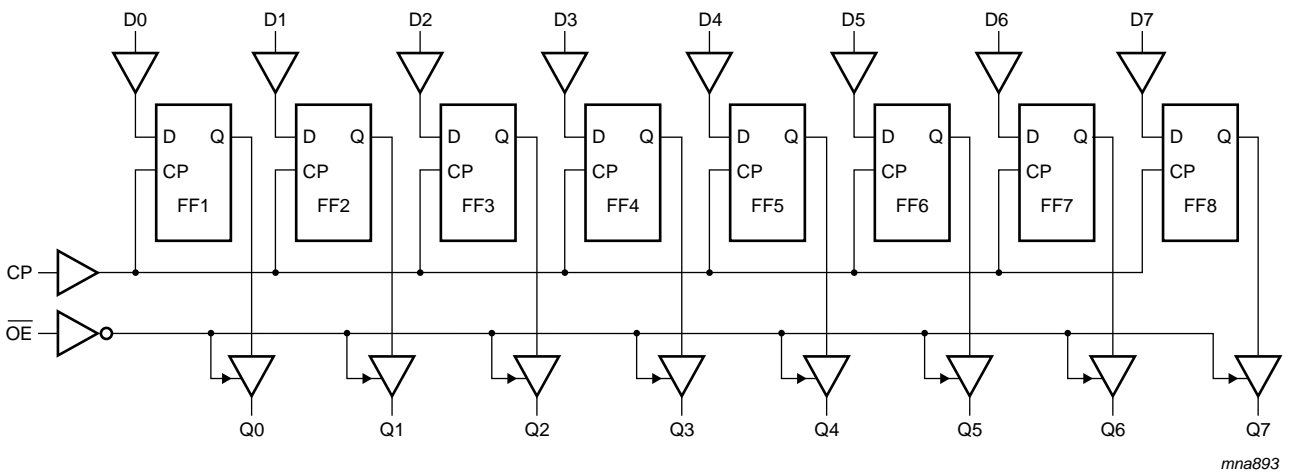 D0 D1 D2 D3 D4 D5 D6 D7
D Q D Q D Q D Q D Q D Q D Q D Q
CP CP CP CP CP CP CP CP
FF1 FF2 FF3 FF4 FF5 FF6 FF7 FF8
CP
O̅E̅
Q0 Q1 Q2 Q3 Q4 Q5 Q6 Q7
mna893